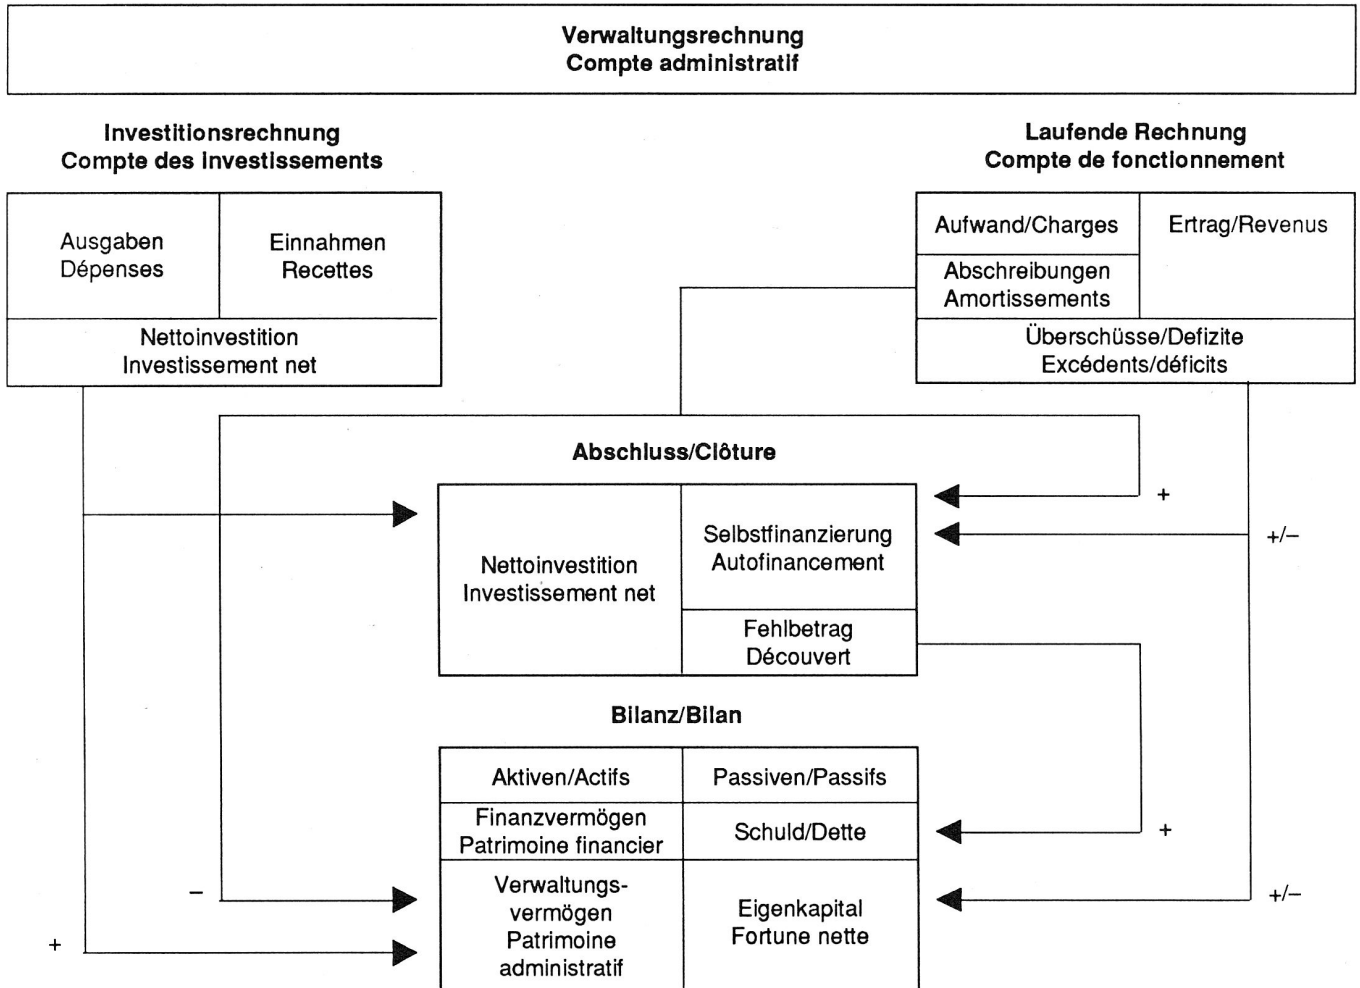 Verwaltungsrechnung
Compte administratif
Investitionsrechnung
Compte des investissements
Laufende Rechnung
Compte de fonctionnement
Ausgaben
Dépenses
Einnahmen
Recettes
Nettoinvestition
Investissement net
Aufwand/Charges
Ertrag/Revenus
Abschreibungen
Amortissements
Überschüsse/Defizite
Excédents/déficits
Abschluss/Clôture
Nettoinvestition
Investissement net
Selbstfinanzierung
Autofinancement
Fehlbetrag
Découvert
+
+/–
Bilanz/Bilan
Aktiven/Actifs
Passiven/Passifs
Finanzvermögen
Patrimoine financier
Schuld/Dette
+
Verwaltungs-
vermögen
Patrimoine
administratif
Eigenkapital
Fortune nette
–
+
+/–